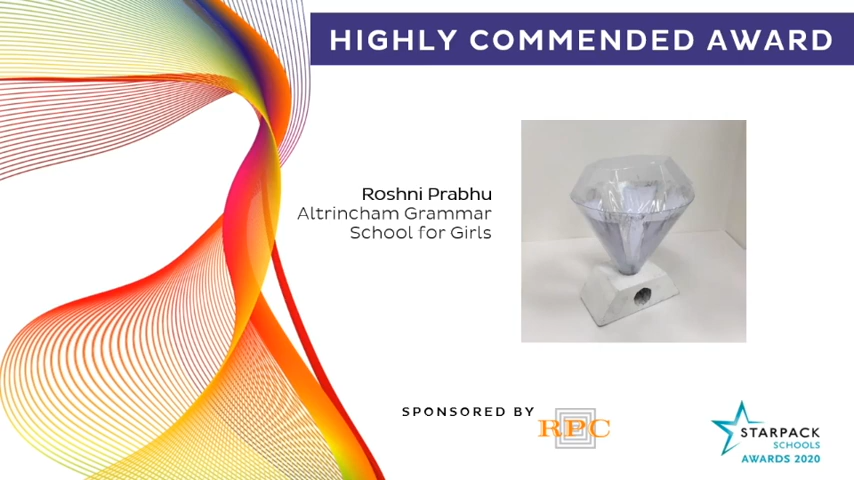 HIGHLY COMMENDED AWARD
Roshni Prabhu
Altrincham Grammar
School for Girls
SPONSORED BY
RPC
STARPACK
SCHOOLS
AWARDS 2020